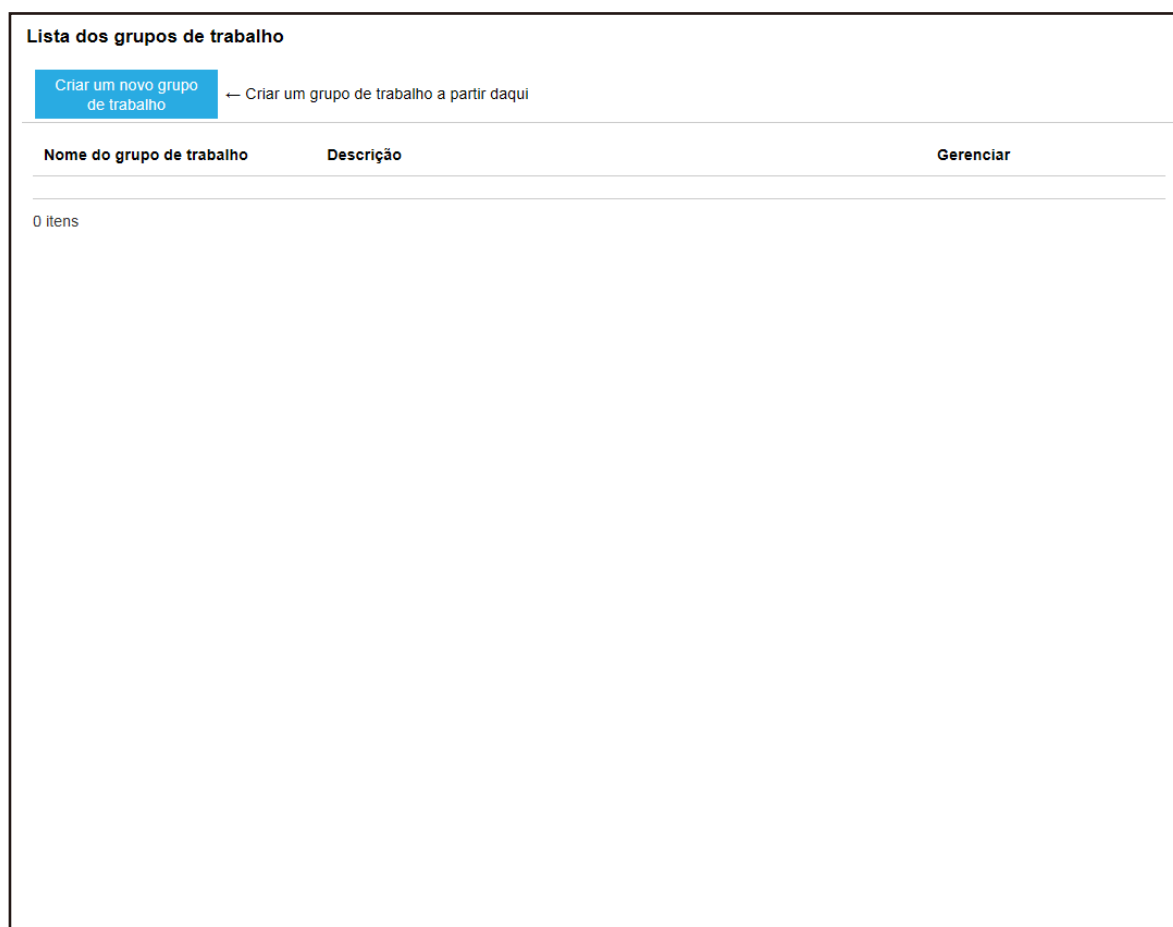 Lista dos grupos de trabalho
Criar um novo grupo
de trabalho
← Criar um grupo de trabalho a partir daqui
Nome do grupo de trabalho Descrição Gerenciar
0 itens